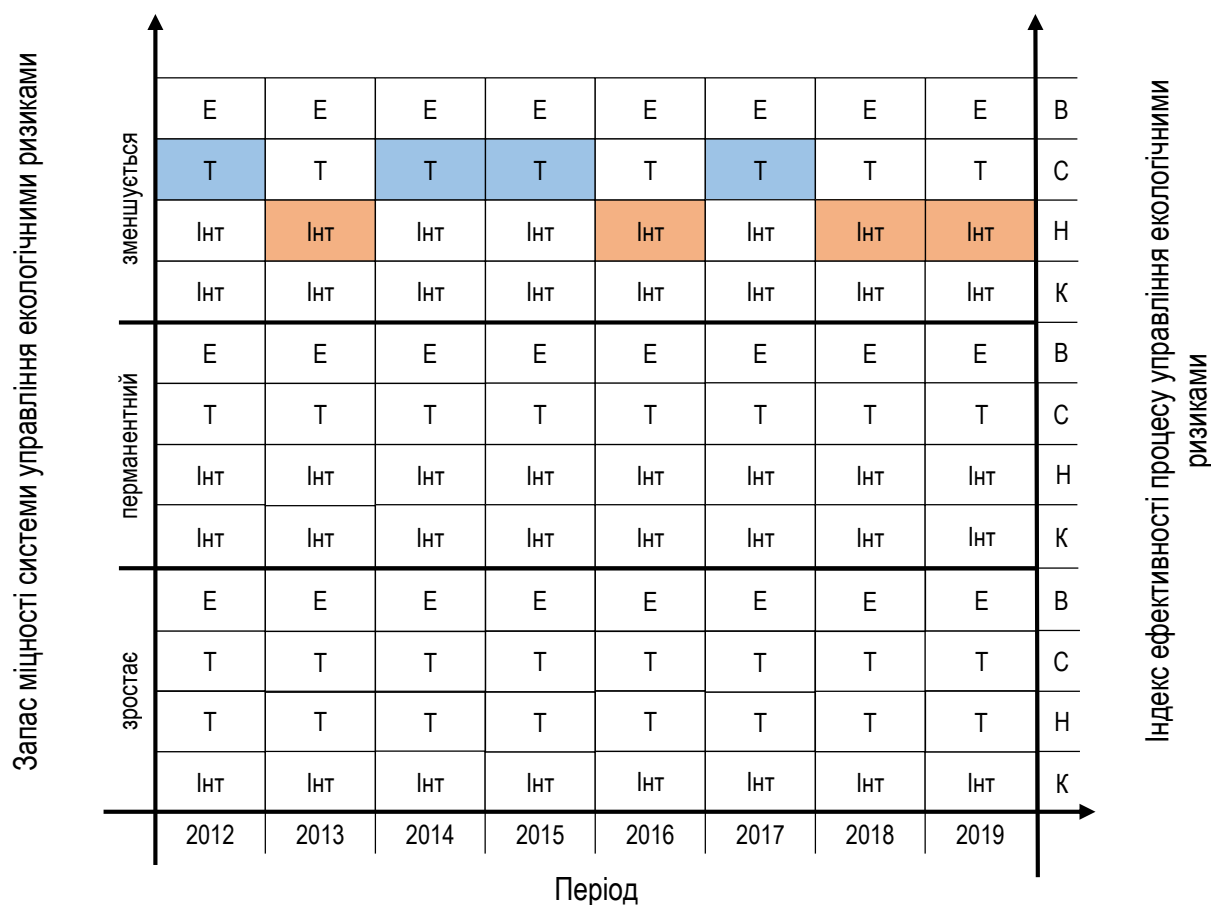 Запас міцності системи управління екологічними ризиками
зменшується
Е Е Е Е Е Е Е Е В
Т Т Т Т Т Т Т Т С
Інт Інт Інт Інт Інт Інт Інт Інт Н
Інт Інт Інт Інт Інт Інт Інт Інт К
перманентний
Е Е Е Е Е Е Е Е В
Т Т Т Т Т Т Т Т С
Інт Інт Інт Інт Інт Інт Інт Інт Н
Інт Інт Інт Інт Інт Інт Інт Інт К
зростає
Е Е Е Е Е Е Е Е В
Т Т Т Т Т Т Т Т С
Т Т Т Т Т Т Т Т Н
Інт Інт Інт Інт Інт Інт Інт Інт К
2012 2013 2014 2015 2016 2017 2018 2019
Період
Індекс ефективності процесу управління екологічними
ризиками